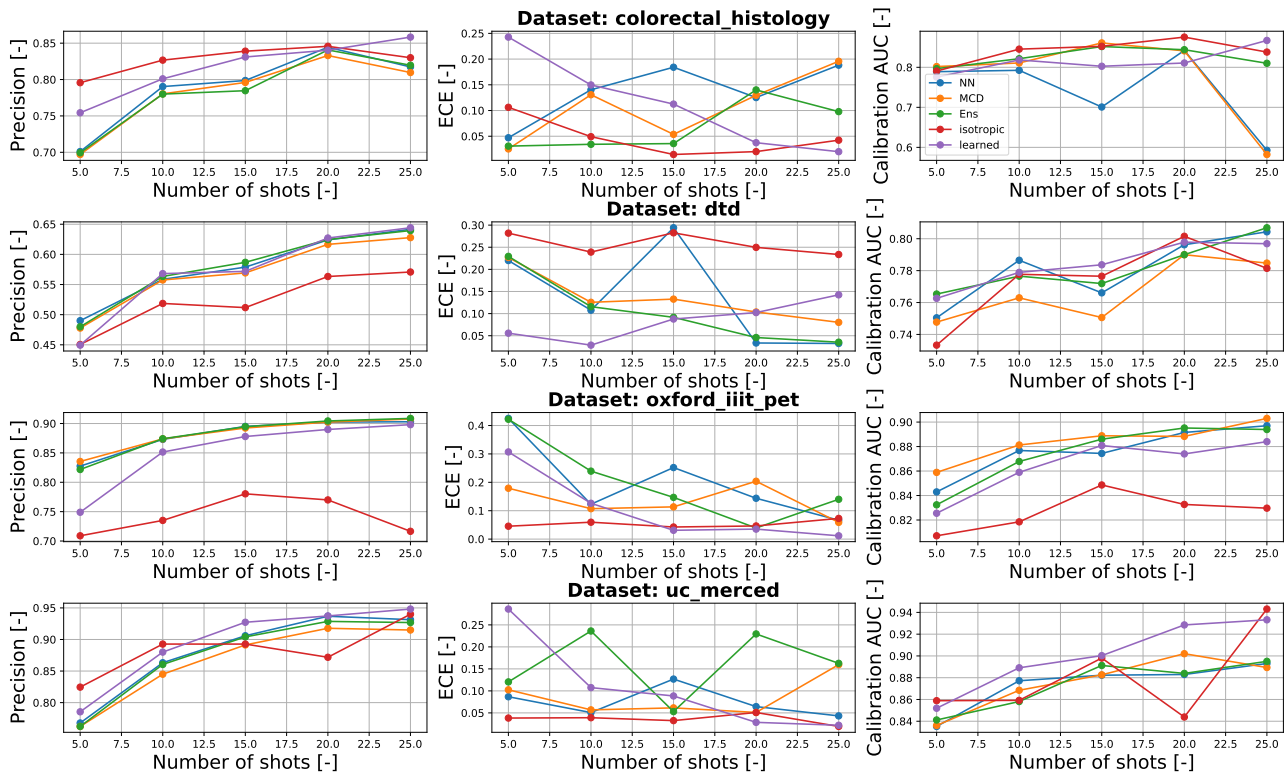 Dataset: colorectal_histology
Precision [-]
0.85
0.80
0.75
0.70
5.0 7.5 10.0 12.5 15.0 17.5 20.0 22.5 25.0
Number of shots [-]
ECE [-]
0.25
0.20
0.15
0.10
0.05
5.0 7.5 10.0 12.5 15.0 17.5 20.0 22.5 25.0
Number of shots [-]
Calibration AUC [-]
0.8
0.7
0.6
NN
MCD
Ens
isotropic
learned
5.0 7.5 10.0 12.5 15.0 17.5 20.0 22.5 25.0
Number of shots [-]
Dataset: dtd
Precision [-]
0.65
0.60
0.55
0.50
0.45
5.0 7.5 10.0 12.5 15.0 17.5 20.0 22.5 25.0
Number of shots [-]
ECE [-]
0.30
0.25
0.20
0.15
0.10
0.05
5.0 7.5 10.0 12.5 15.0 17.5 20.0 22.5 25.0
Number of shots [-]
Calibration AUC [-]
0.80
0.78
0.76
0.74
5.0 7.5 10.0 12.5 15.0 17.5 20.0 22.5 25.0
Number of shots [-]
Dataset: oxford_iiit_pet
Precision [-]
0.90
0.85
0.80
0.75
0.70
5.0 7.5 10.0 12.5 15.0 17.5 20.0 22.5 25.0
Number of shots [-]
ECE [-]
0.4
0.3
0.2
0.1
0.0
5.0 7.5 10.0 12.5 15.0 17.5 20.0 22.5 25.0
Number of shots [-]
Calibration AUC [-]
0.90
0.88
0.86
0.84
0.82
5.0 7.5 10.0 12.5 15.0 17.5 20.0 22.5 25.0
Number of shots [-]
Dataset: uc_merced
Precision [-]
0.95
0.90
0.85
0.80
5.0 7.5 10.0 12.5 15.0 17.5 20.0 22.5 25.0
Number of shots [-]
ECE [-]
0.25
0.20
0.15
0.10
0.05
5.0 7.5 10.0 12.5 15.0 17.5 20.0 22.5 25.0
Number of shots [-]
Calibration AUC [-]
0.94
0.92
0.90
0.88
0.86
0.84
5.0 7.5 10.0 12.5 15.0 17.5 20.0 22.5 25.0
Number of shots [-]